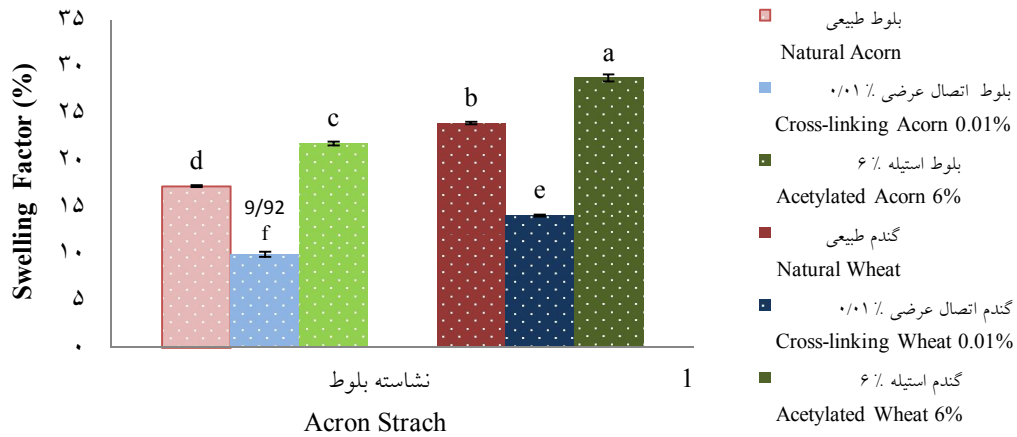 Swelling Factor (%)
۳۵
۳۰
۲۵
۲۰
۱۵
۱۰
۵
۰
d
9/92
f
c
b
e
a
نشاسته بلوط
1
Acron Strach
بلوط طبیعی
Natural Acorn
بلوط اتصال عرضی ٪ ۰/۰۱
Cross-linking Acorn 0.01%
بلوط استیله ٪ ۶
Acetylated Acorn 6%
گندم طبیعی
Natural Wheat
گندم اتصال عرضی ٪ ۰/۰۱
Cross-linking Wheat 0.01%
گندم استیله ٪ ۶
Acetylated Wheat 6%